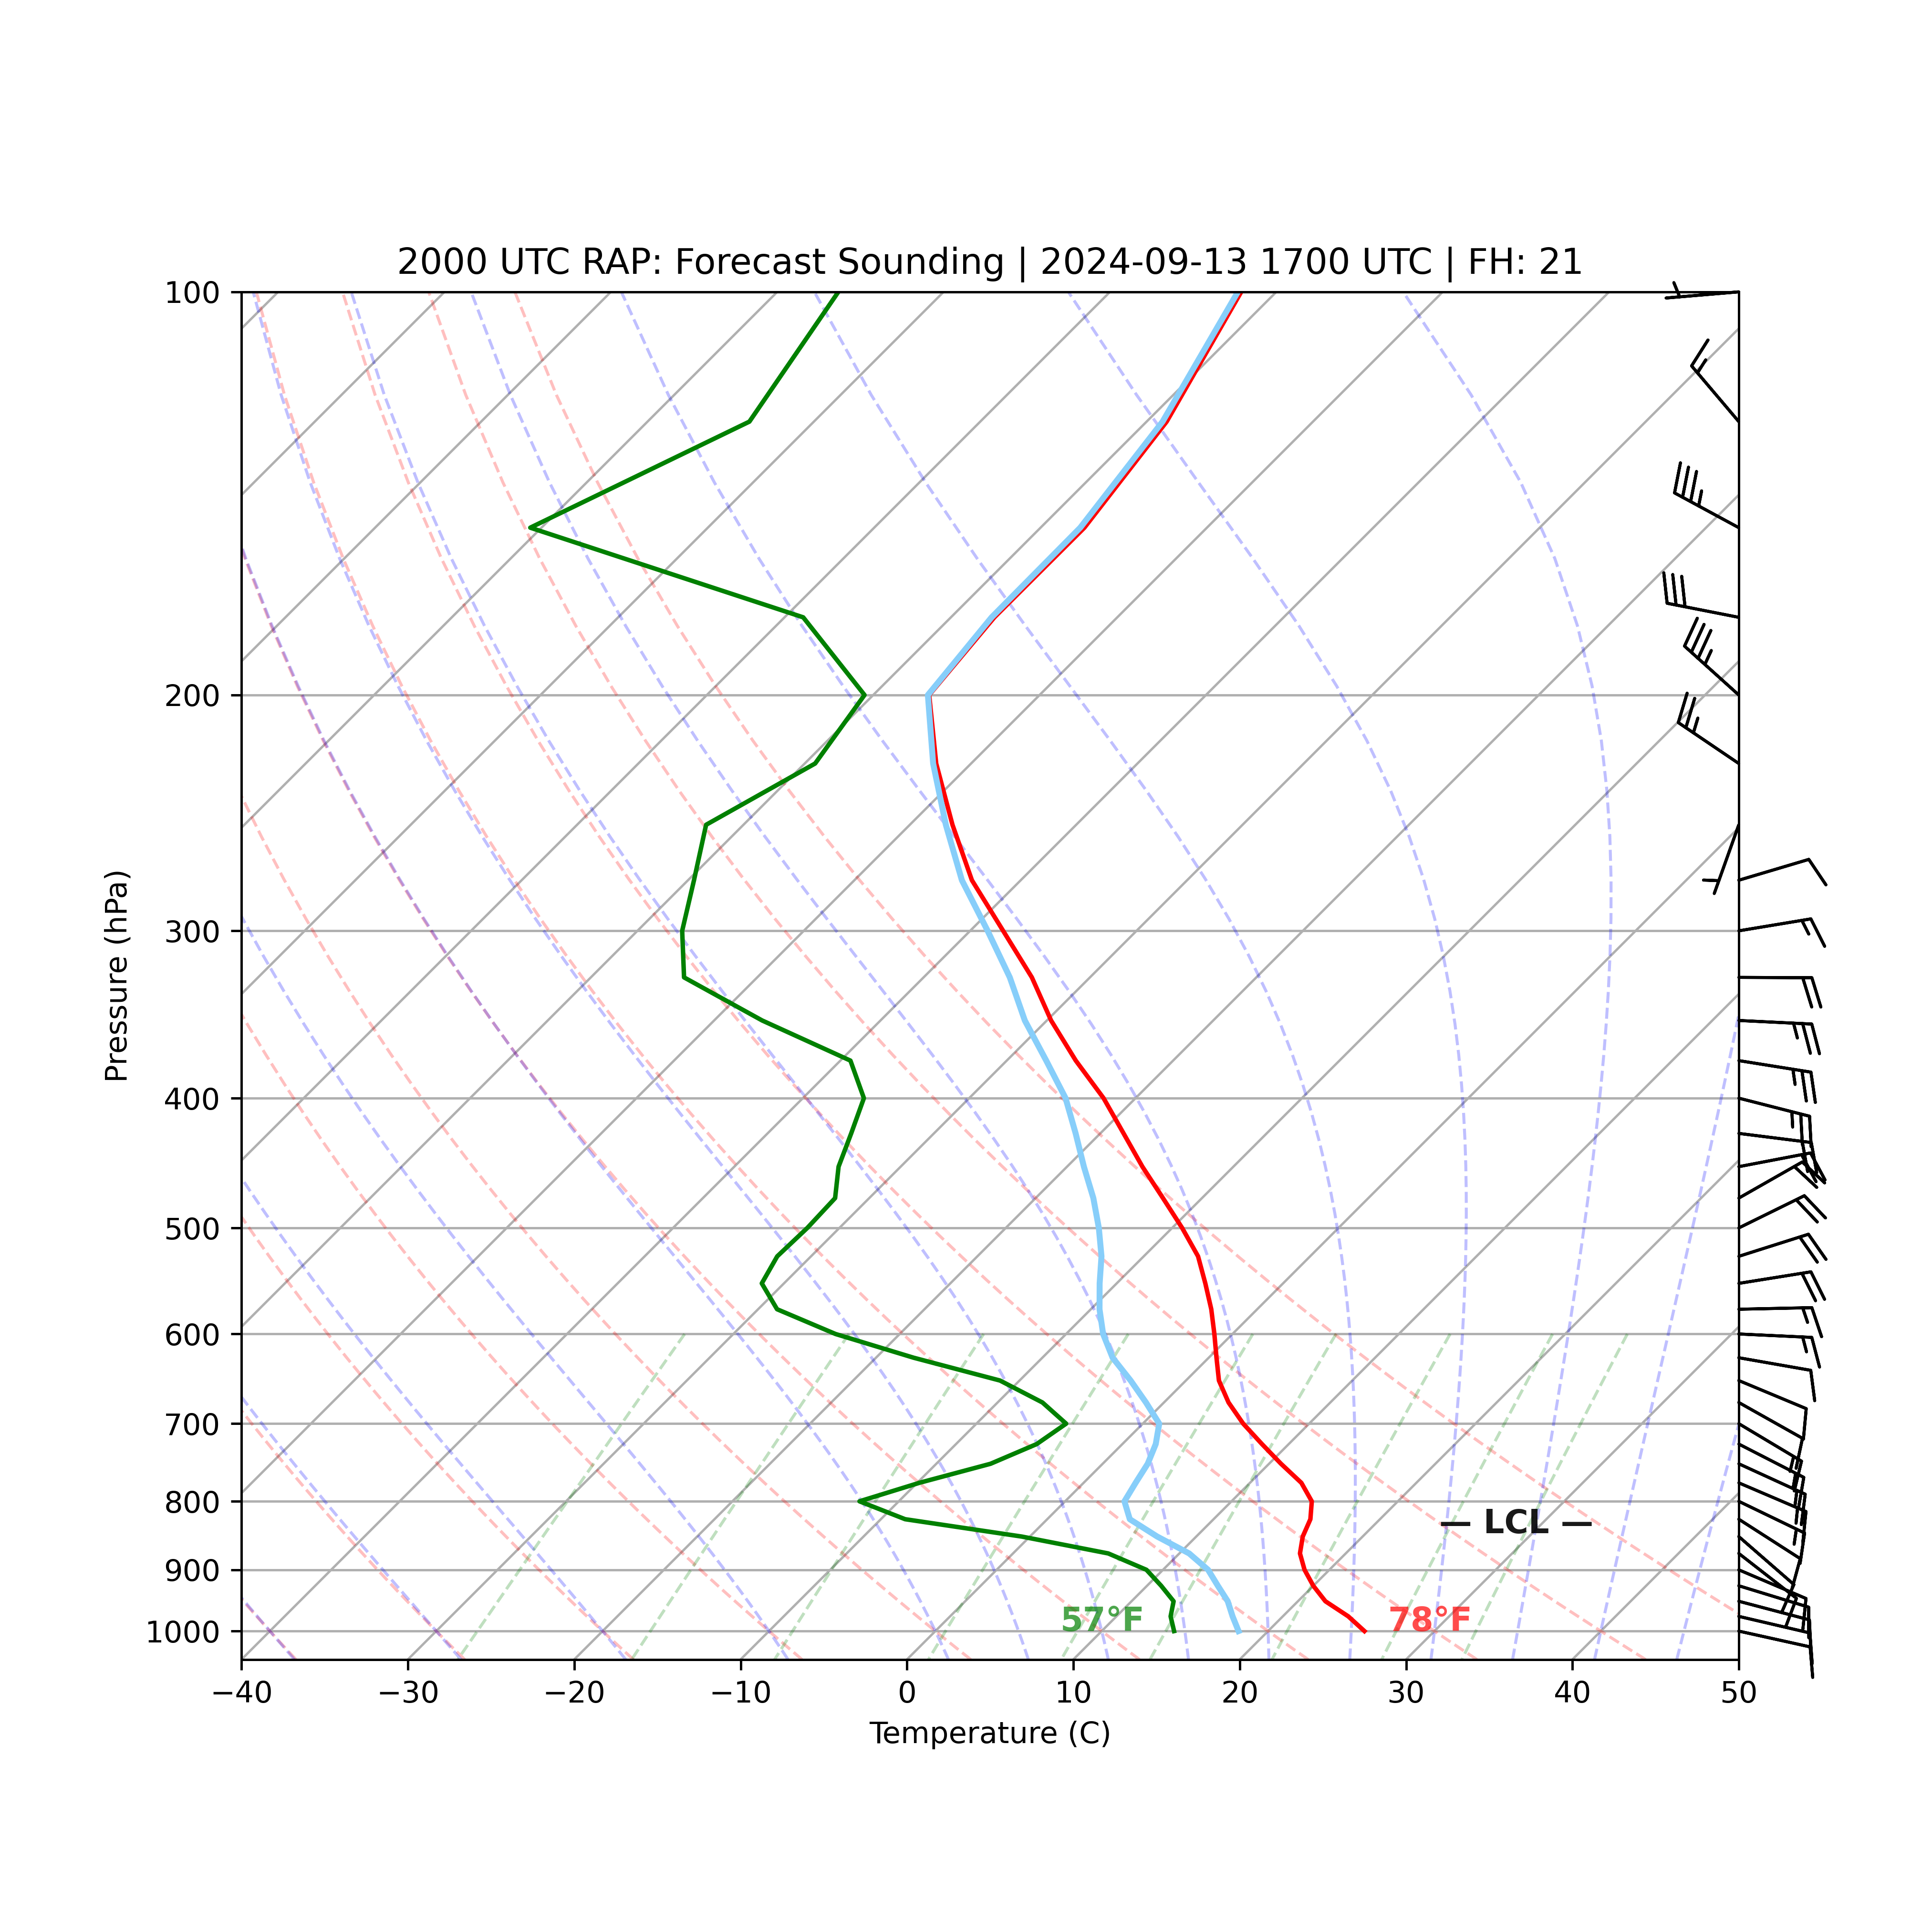 2000 UTC RAP: Forecast Sounding | 2024-09-13 1700 UTC | FH: 21
100
200
300
400
500
600
700
800
900
1000
Pressure (hPa)
— LCL —
57°F
78°F
−40 −30 −20 −10 0 10 20 30 40 50
Temperature (C)